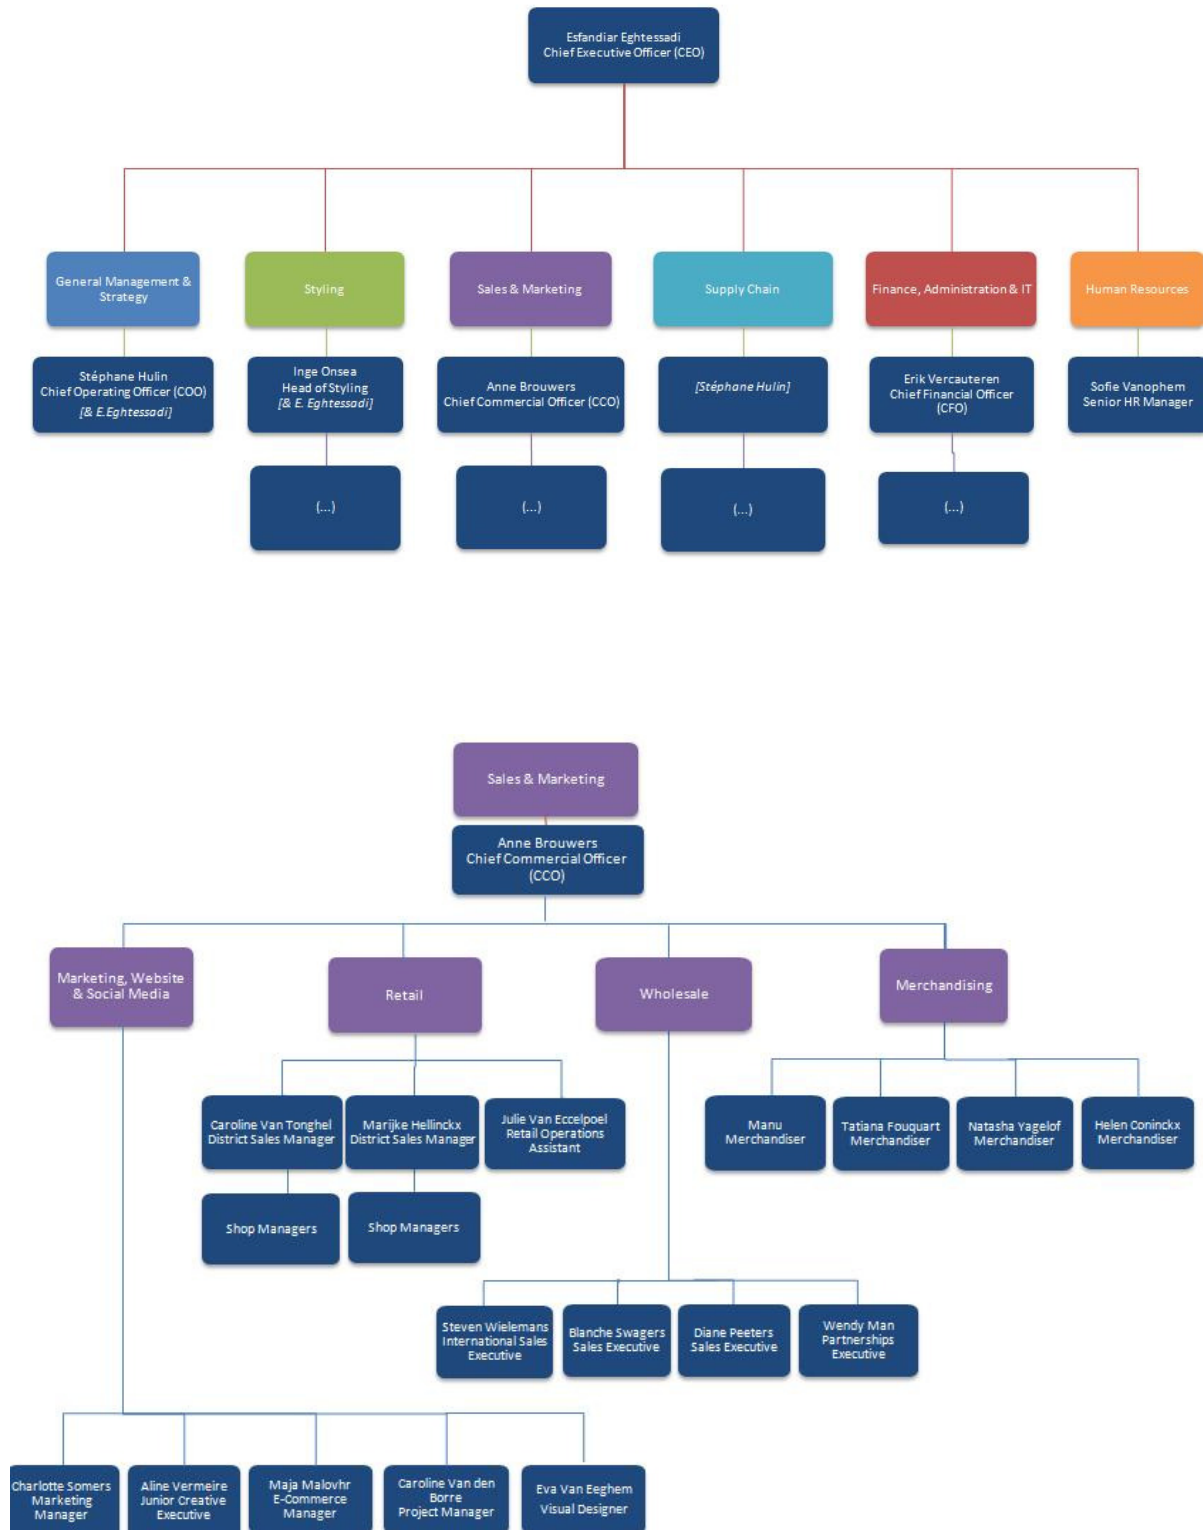 Esfandiar Eghtessadi
Chief Executive Officer (CEO)
General Management &
Strategy
Styling
Sales & Marketing
Supply Chain
Finance, Administration & IT
Human Resources
Stéphane Hulin
Chief Operating Officer (COO)
[& E.Eghtessadi]
Inge Onsea
Head of Styling
[& E. Eghtessadi]
Anne Brouwers
Chief Commercial Officer (CCO)
[Stéphane Hulin]
Erik Vercauteren
Chief Financial Officer
(CFO)
Sofie Vanophem
Senior HR Manager
(...)
(...)
(...)
(...)
Sales & Marketing
Anne Brouwers
Chief Commercial Officer
(CCO)
Marketing, Website
& Social Media
Retail
Wholesale
Merchandising
Caroline Van Tonghel
District Sales Manager
Marijke Hellinckx
District Sales Manager
Julie Van Eccelpoel
Retail Operations
Assistant
Manu
Merchandiser
Tatiana Fouquart
Merchandiser
Natasha Yagelof
Merchandiser
Helen Coninckx
Merchandiser
Shop Managers
Shop Managers
Steven Wielemans
International Sales
Executive
Blanche Swagers
Sales Executive
Diane Peeters
Sales Executive
Wendy Man
Partnerships
Executive
Charlotte Somers
Marketing
Manager
Aline Vermeire
Junior Creative
Executive
Maja Malovhr
E-Commerce
Manager
Caroline Van den
Borre
Project Manager
Eva Van Eeghem
Visual Designer